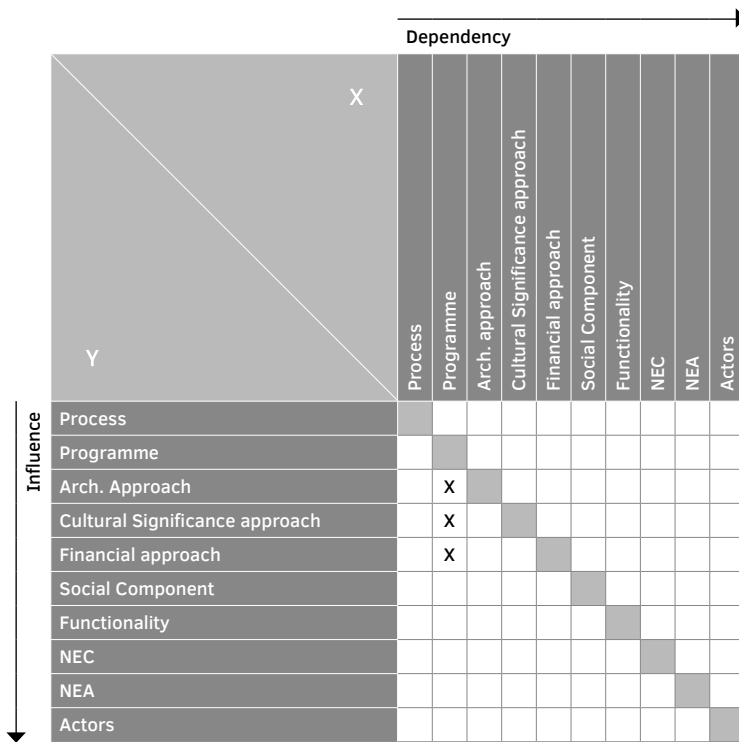 Dependency
X
Y
Process
Programme
Arch. approach
Cultural Significance approach
Financial approach
Social Component
Functionality
NEC
NEA
Actors
Influence
Process
Programme
Arch. Approach X
Cultural Significance approach X
Financial approach X
Social Component
Functionality
NEC
NEA
Actors